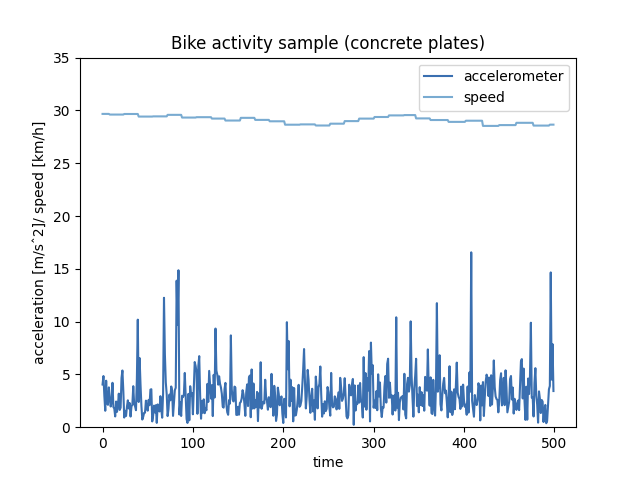 Bike activity sample (concrete plates)
accelerometer
speed
acceleration [m/sˆ2]/ speed [km/h]
35
30
25
20
15
10
5
0
0 100 200 300 400 500
time